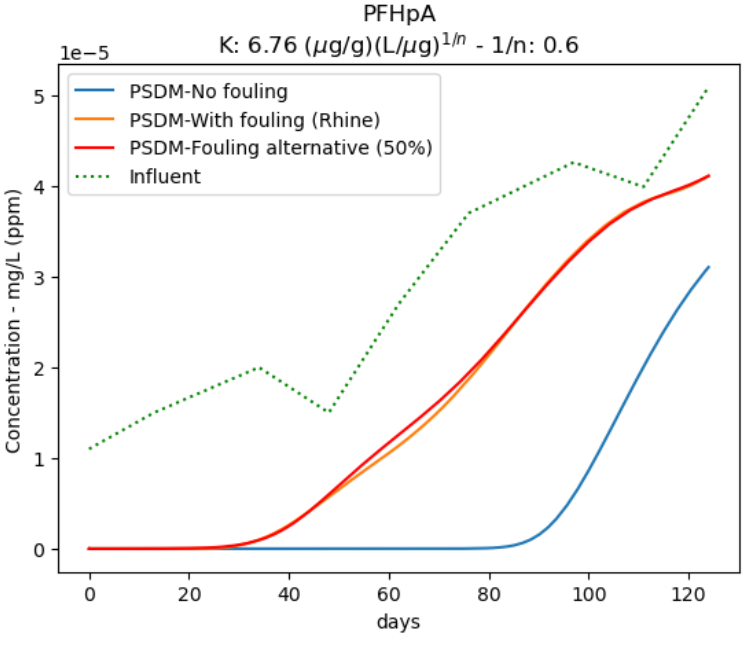 PFHpA
K: 6.76 (μg/g)(L/μg)^{1/n} - 1/n: 0.6
1e−5
PSDM-No fouling
PSDM-With fouling (Rhine)
PSDM-Fouling alternative (50%)
Influent
Concentration - mg/L (ppm)
5
4
3
2
1
0
0 20 40 60 80 100 120
days